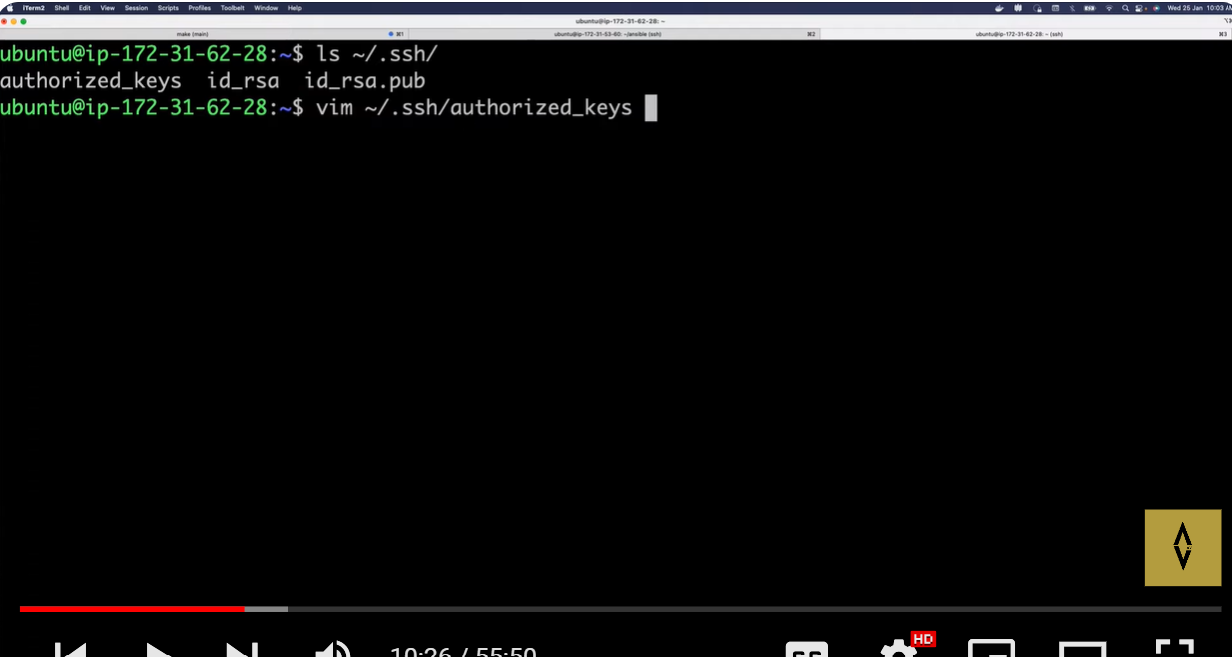 iTerm2 Shell Edit View Session Scripts Profiles Toolbelt Window Help Wed 25 Jan 10:03 AM
ubuntu@ip-172-31-62-28: ~
make (main) ⌘1 ubuntu@ip-172-31-53-60: ~/ansible (ssh) ⌘2 ubuntu@ip-172-31-62-28: ~ (ssh) ⌘3
ubuntu@ip-172-31-62-28:~$ ls ~/.ssh/
authorized_keys id_rsa id_rsa.pub
ubuntu@ip-172-31-62-28:~$ vim ~/.ssh/authorized_keys
10:26 / 55:50
HD